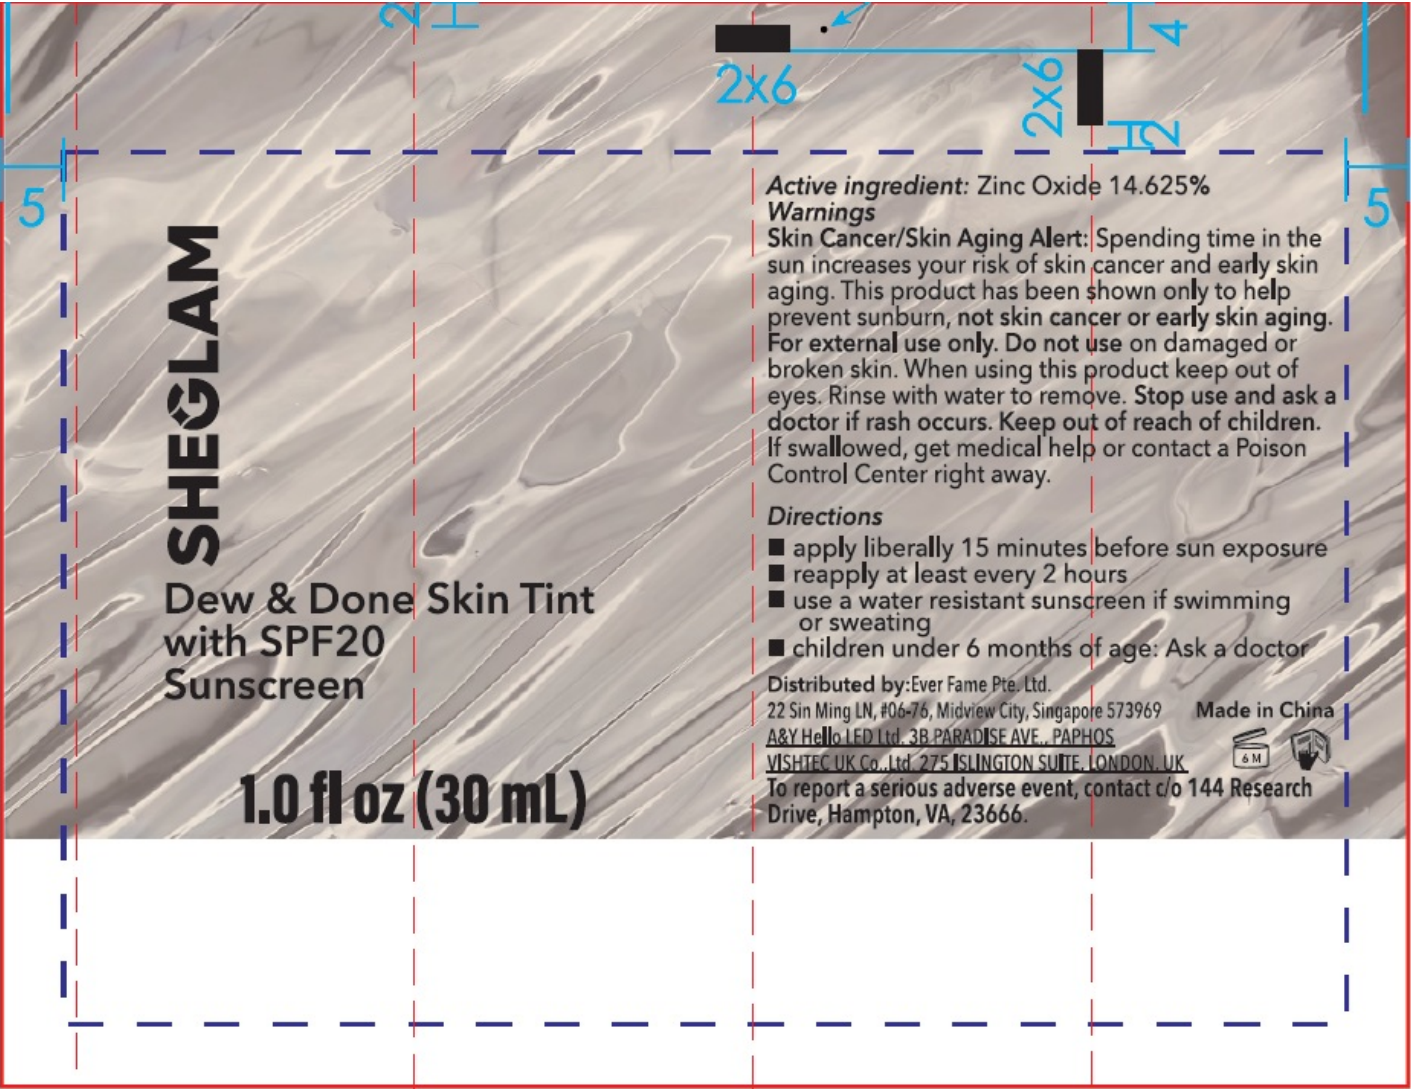 2
2x6
4
2x6
2
5
5
SHEGLAM
Dew & Done Skin Tint
with SPF20
Sunscreen
1.0 fl oz (30 mL)
Active ingredient: Zinc Oxide 14.625%
Warnings
Skin Cancer/Skin Aging Alert: Spending time in the
sun increases your risk of skin cancer and early skin
aging. This product has been shown only to help
prevent sunburn, not skin cancer or early skin aging.
For external use only. Do not use on damaged or
broken skin. When using this product keep out of
eyes. Rinse with water to remove. Stop use and ask a
doctor if rash occurs. Keep out of reach of children.
If swallowed, get medical help or contact a Poison
Control Center right away.
Directions
■ apply liberally 15 minutes before sun exposure
■ reapply at least every 2 hours
■ use a water resistant sunscreen if swimming
or sweating
■ children under 6 months of age: Ask a doctor
Distributed by:Ever Fame Pte. Ltd.
22 Sin Ming LN, #06-76, Midview City, Singapore 573969 Made in China
A&Y Hello LED Ltd. 3B PARADISE AVE., PAPHOS
VISHTEC UK Co.,Ltd. 275 ISLINGTON SUITE, LONDON. UK
6 M
To report a serious adverse event, contact c/o 144 Research
Drive, Hampton, VA, 23666.